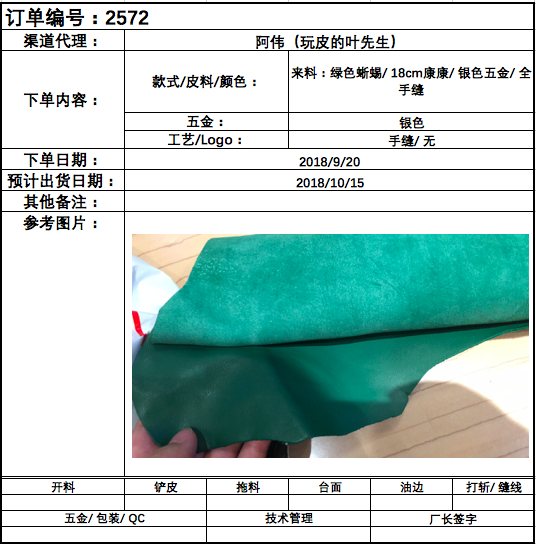 订单编号：2572
渠道代理：
阿伟（玩皮的叶先生）
下单内容：
款式/皮料/颜色：
来料：绿色蜥蜴/ 18cm康康/ 银色五金/ 全
手缝
五金：
银色
工艺/Logo：
手缝/ 无
下单日期：
2018/9/20
预计出货日期：
2018/10/15
其他备注：
参考图片：
开料 铲皮 拖料 台面 油边 打斩/ 缝线
五金/ 包装/ QC 技术管理 厂长签字